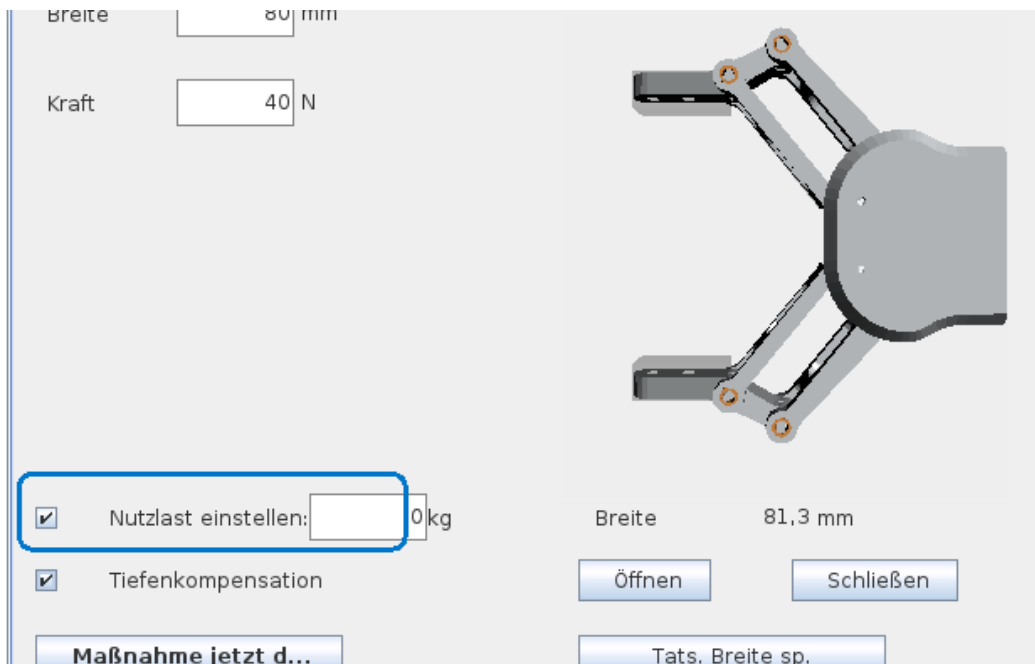 Breite 80 mm
Kraft 40 N
Nutzlast einstellen: 0 kg Breite 81,3 mm
Tiefenkompensation Öffnen Schließen
Maßnahme jetzt d... Tats. Breite sp.